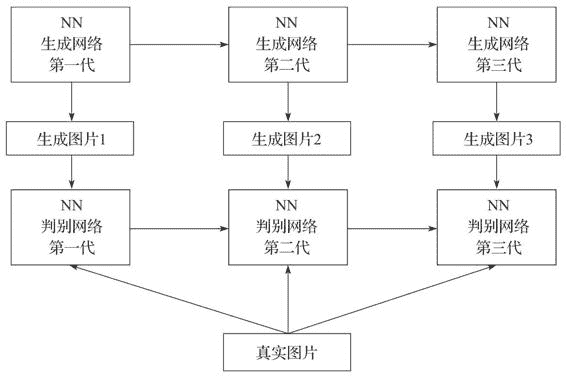 NN
生成网络
第一代
NN
生成网络
第二代
NN
生成网络
第三代
生成图片1
生成图片2
生成图片3
NN
判别网络
第一代
NN
判别网络
第二代
NN
判别网络
第三代
真实图片